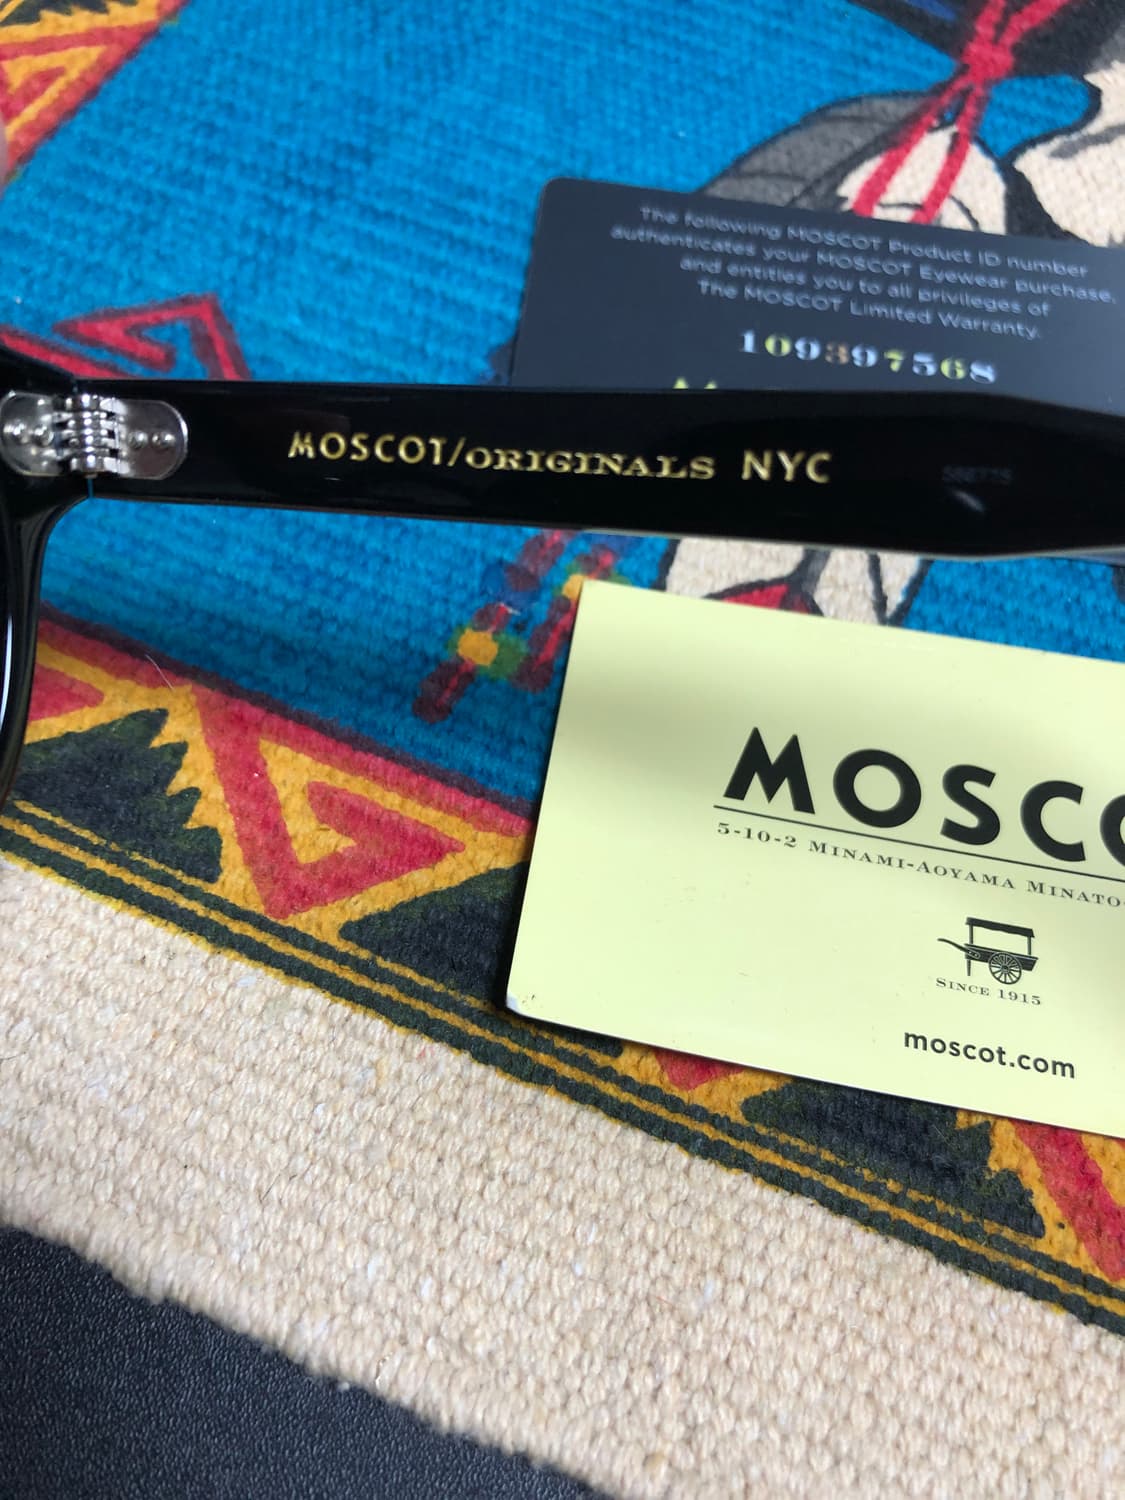 The following MOSCOT Product ID number
authenticates your MOSCOT Eyewear purchase,
and entitles you to all privileges of
The MOSCOT Limited Warranty.
109397568
MOSCOT/ORIGINALS NYC
MOSCO
5-10-2 MINAMI-AOYAMA MINATO-
SINCE 1915
moscot.com